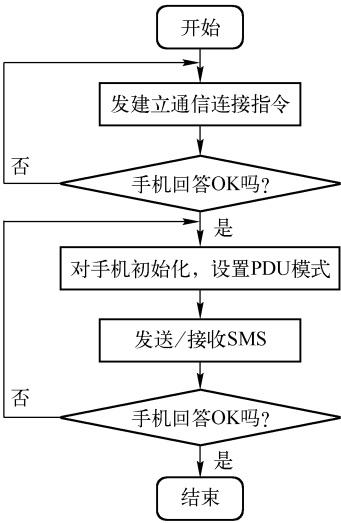 开始
发建立通信连接指令
否
手机回答OK吗?
是
对手机初始化，设置PDU模式
发送/接收SMS
否
手机回答OK吗?
是
结束